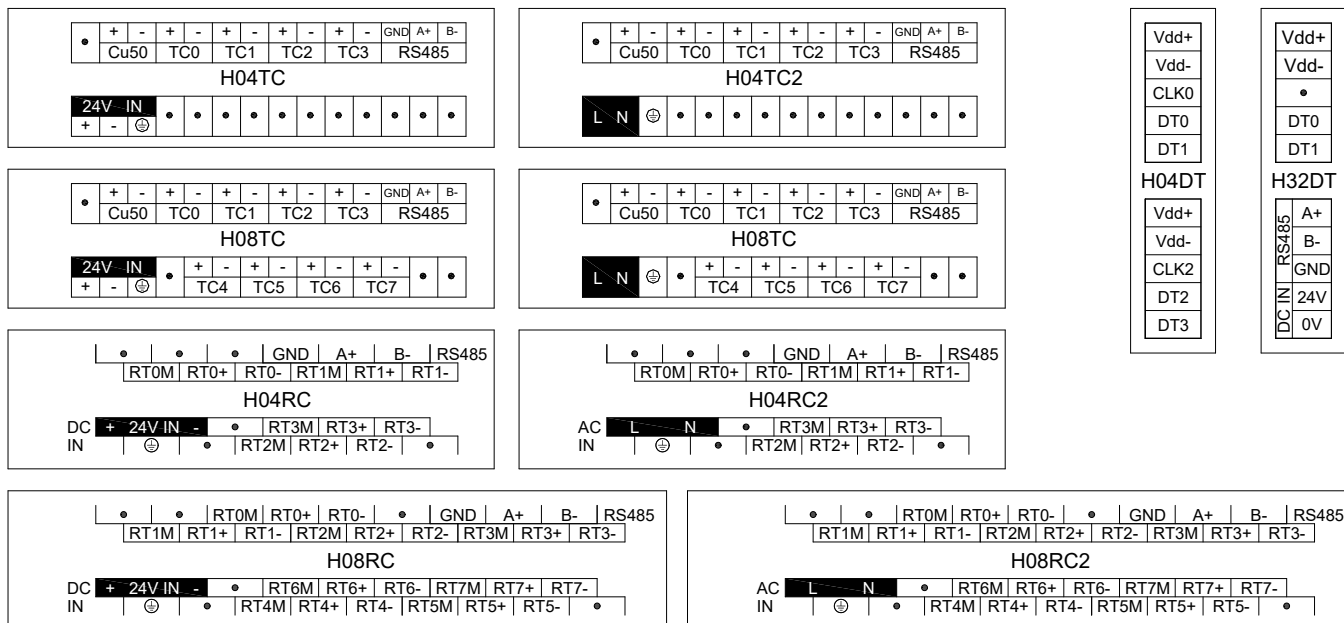 + - + - + - + - + - GND A+ B-
• Cu50 TC0 TC1 TC2 TC3 RS485
H04TC
24V IN
+ - ⏚ • • • • • • • • • • •
+ - + - + - + - + - GND A+ B-
• Cu50 TC0 TC1 TC2 TC3 RS485
H04TC2
L N ⏚ • • • • • • • • • • •
Vdd+
Vdd-
CLK0
DT0
DT1
H04DT
Vdd+
Vdd-
CLK2
DT2
DT3
Vdd+
Vdd-
•
DT0
DT1
H32DT
RS485
A+
B-
GND
DC IN
24V
0V
+ - + - + - + - + - GND A+ B-
• Cu50 TC0 TC1 TC2 TC3 RS485
H08TC
24V IN • + - + - + - + - • •
+ - ⏚ TC4 TC5 TC6 TC7
+ - + - + - + - + - GND A+ B-
• Cu50 TC0 TC1 TC2 TC3 RS485
H08TC
L N ⏚ • + - + - + - + - • •
TC4 TC5 TC6 TC7
• • • GND A+ B- RS485
RT0M RT0+ RT0- RT1M RT1+ RT1-
H04RC
DC + 24V IN - • RT3M RT3+ RT3-
IN ⏚ • RT2M RT2+ RT2- •
• • • GND A+ B- RS485
RT0M RT0+ RT0- RT1M RT1+ RT1-
H04RC2
AC L N • RT3M RT3+ RT3-
IN ⏚ • RT2M RT2+ RT2- •
• • RT0M RT0+ RT0- • GND A+ B- RS485
RT1M RT1+ RT1- RT2M RT2+ RT2- RT3M RT3+ RT3-
H08RC
DC + 24V IN - • RT6M RT6+ RT6- RT7M RT7+ RT7-
IN ⏚ • RT4M RT4+ RT4- RT5M RT5+ RT5- •
• • RT0M RT0+ RT0- • GND A+ B- RS485
RT1M RT1+ RT1- RT2M RT2+ RT2- RT3M RT3+ RT3-
H08RC2
AC L N • RT6M RT6+ RT6- RT7M RT7+ RT7-
IN ⏚ • RT4M RT4+ RT4- RT5M RT5+ RT5- •